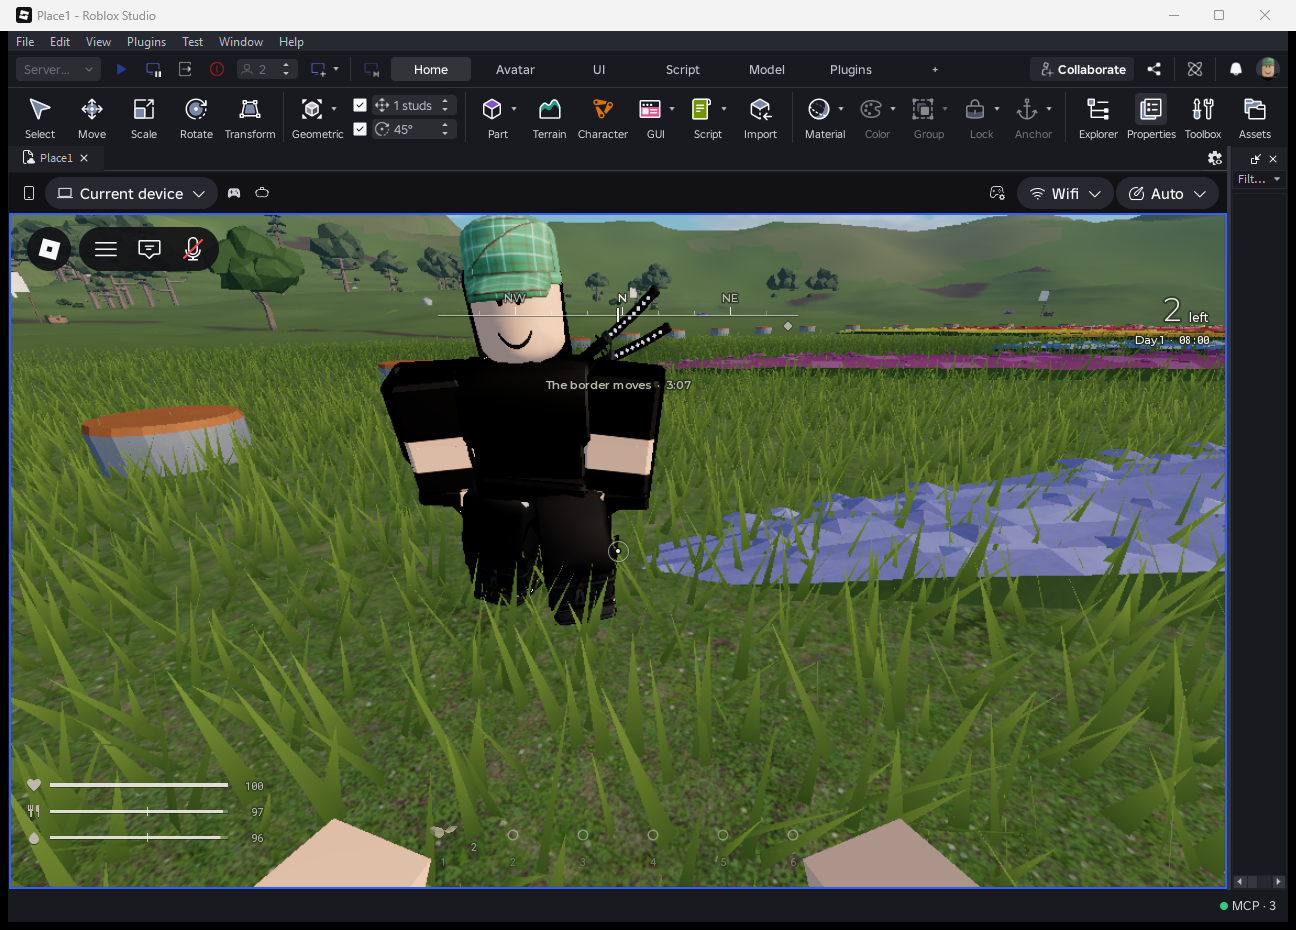 Place1 - Roblox Studio
File Edit View Plugins Test Window Help
Server... 2 Home Avatar UI Script Model Plugins + Collaborate
1 studs
45°
Select Move Scale Rotate Transform Geometric Part Terrain Character GUI Script Import Material Color Group Lock Anchor Explorer Properties Toolbox Assets
Place1
Filt...
Current device Wifi Auto
NW N NE
2 left
Day 1 · 08:00
The border moves · 3:07
100
97
96
2
1 2 3 4 5 6
MCP · 3